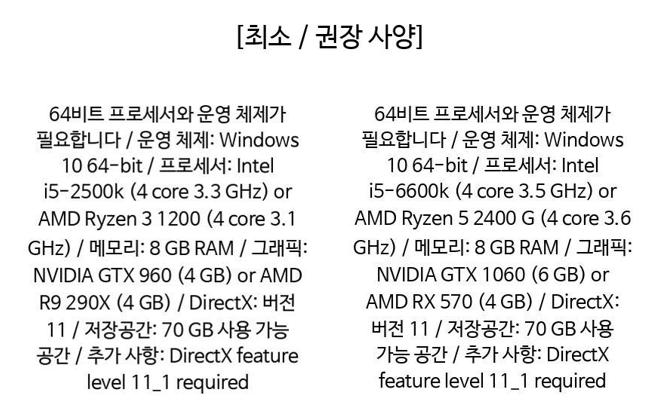 [최소 / 권장 사양]
64비트 프로세서와 운영 체제가
필요합니다 / 운영 체제: Windows
10 64-bit / 프로세서: Intel
i5-2500k (4 core 3.3 GHz) or
AMD Ryzen 3 1200 (4 core 3.1
GHz) / 메모리: 8 GB RAM / 그래픽:
NVIDIA GTX 960 (4 GB) or AMD
R9 290X (4 GB) / DirectX: 버전
11 / 저장공간: 70 GB 사용 가능
공간 / 추가 사항: DirectX feature
level 11_1 required
64비트 프로세서와 운영 체제가
필요합니다 / 운영 체제: Windows
10 64-bit / 프로세서: Intel
i5-6600k (4 core 3.5 GHz) or
AMD Ryzen 5 2400 G (4 core 3.6
GHz) / 메모리: 8 GB RAM / 그래픽:
NVIDIA GTX 1060 (6 GB) or
AMD RX 570 (4 GB) / DirectX:
버전 11 / 저장공간: 70 GB 사용
가능 공간 / 추가 사항: DirectX
feature level 11_1 required